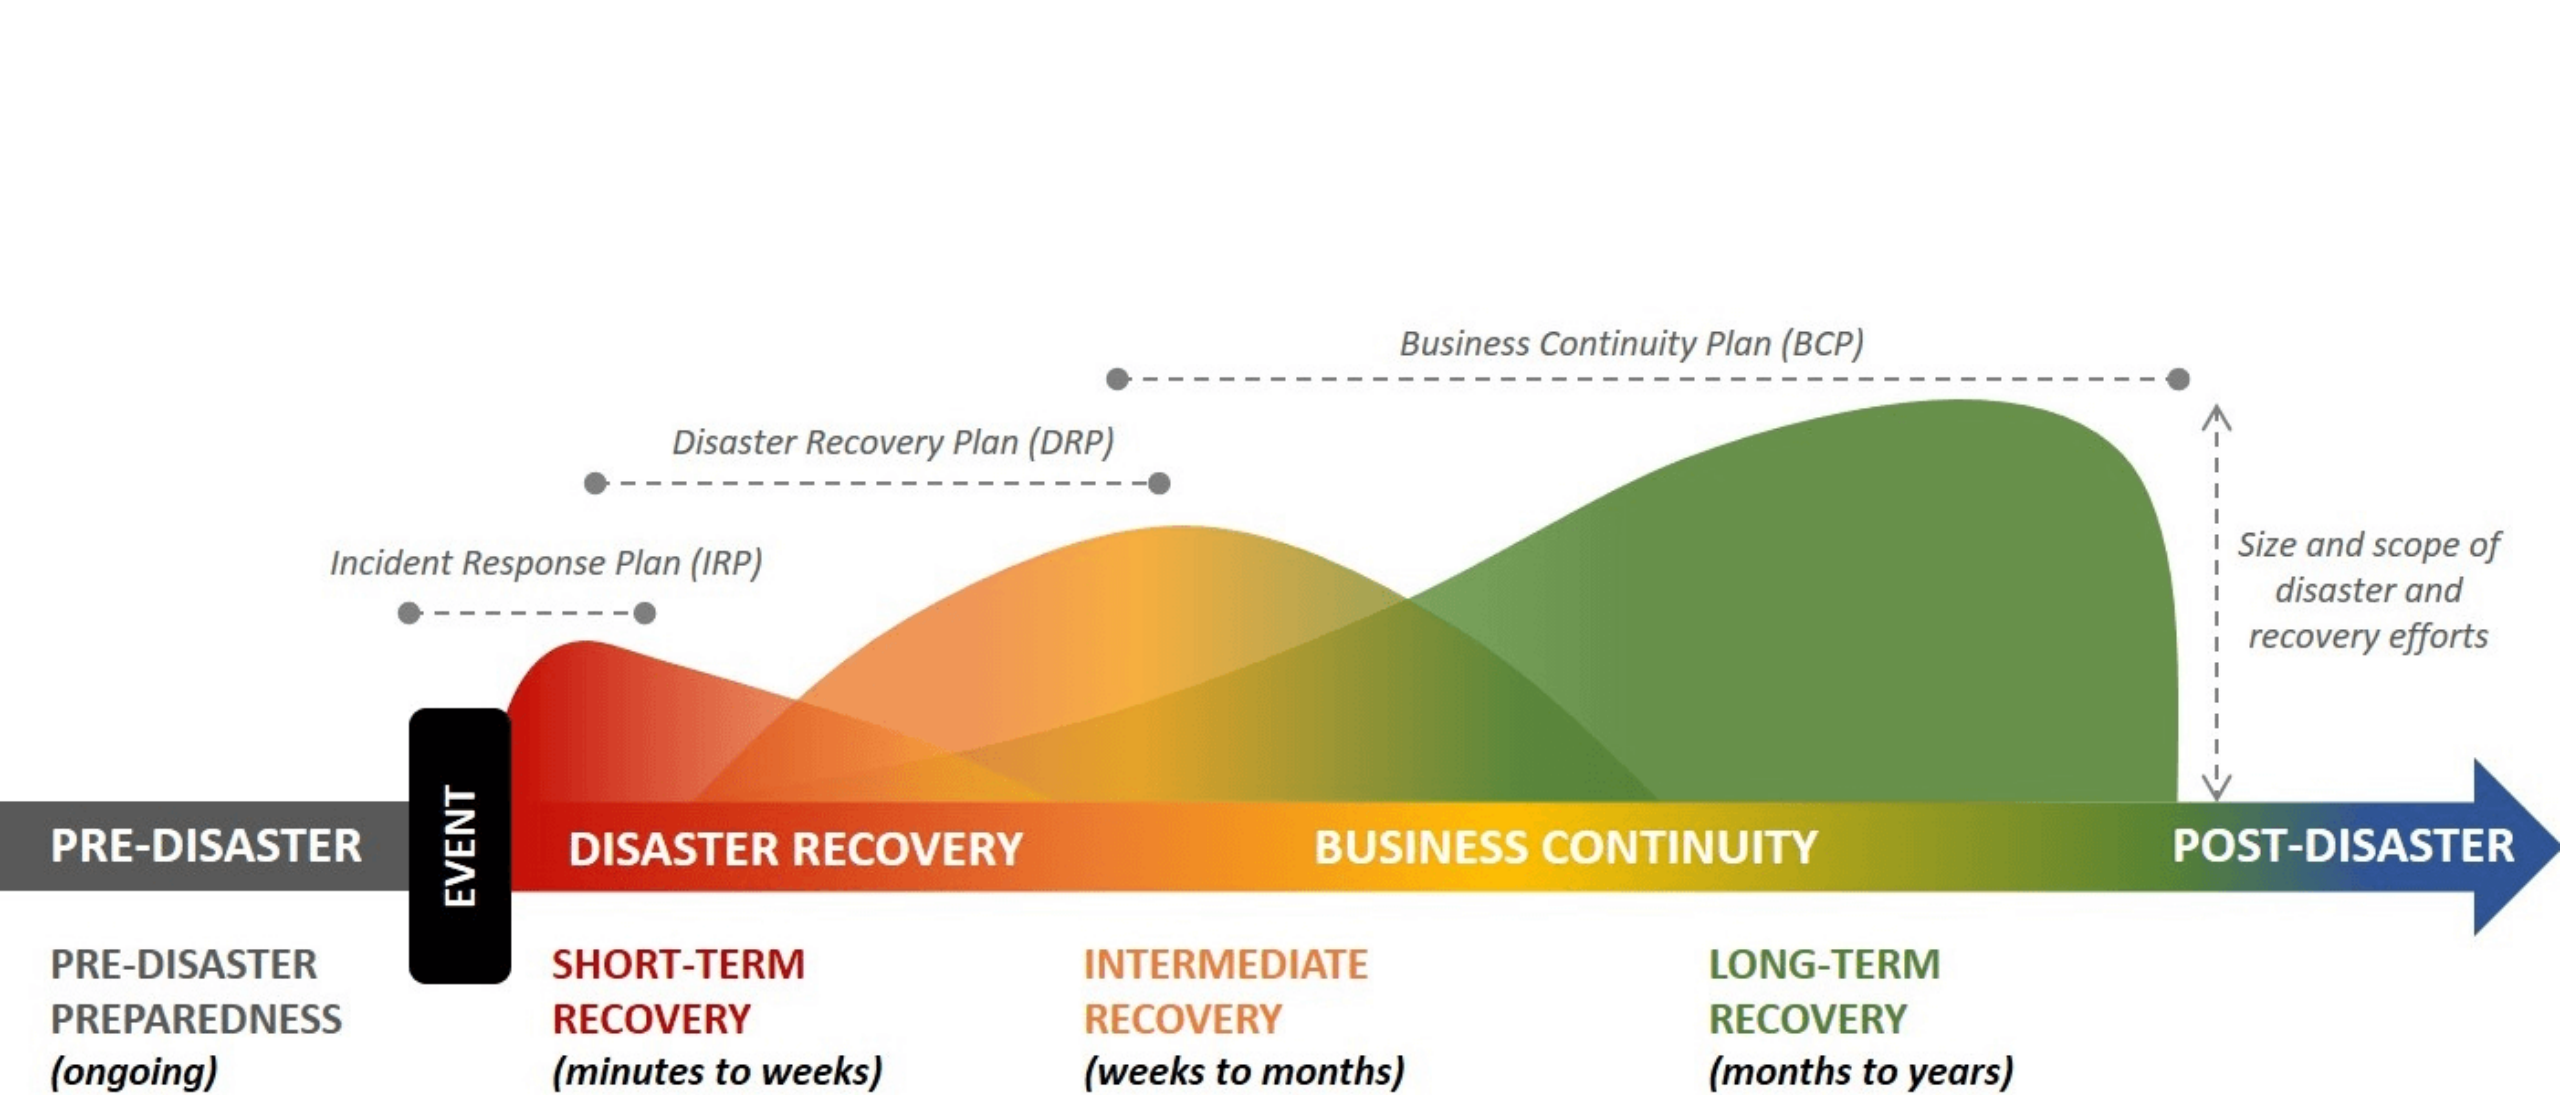 Business Continuity Plan (BCP)
Disaster Recovery Plan (DRP)
Incident Response Plan (IRP)
Size and scope of
disaster and
recovery efforts
PRE-DISASTER
EVENT
DISASTER RECOVERY
BUSINESS CONTINUITY
POST-DISASTER
PRE-DISASTER
PREPAREDNESS
(ongoing)
SHORT-TERM
RECOVERY
(minutes to weeks)
INTERMEDIATE
RECOVERY
(weeks to months)
LONG-TERM
RECOVERY
(months to years)